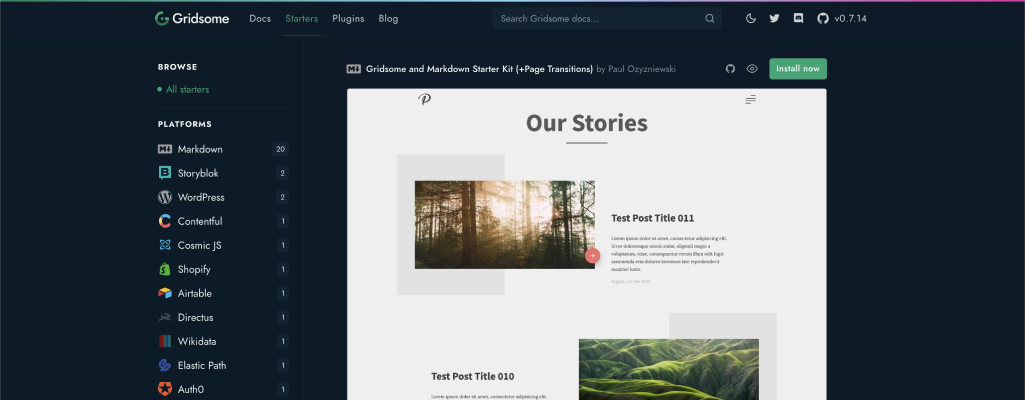 Gridsome
Docs
Starters
Plugins
Blog
Search Gridsome docs...
v0.7.14
BROWSE
All starters
PLATFORMS
Markdown 20
Storyblok 2
WordPress 2
Contentful 1
Cosmic JS 1
Shopify 1
Airtable 1
Directus 1
Wikidata 1
Elastic Path 1
Auth0 1
Gridsome and Markdown Starter Kit (+Page Transitions) by Paul Ozyzniewski
Install now
Our Stories
Test Post Title 011
Lorem ipsum dolor sit amet, consectetur adipisicing elit.
Error doloremque omnis animi, eligendi magni a
voluptatum, vitae, consequuntur rerum illum odit fugit
assumenda rem dolores inventore iste reprehenderit
maxime! Iusto.
Test Post Title 010
Lorem ipsum dolor sit amet, consectetur adipisicing elit.